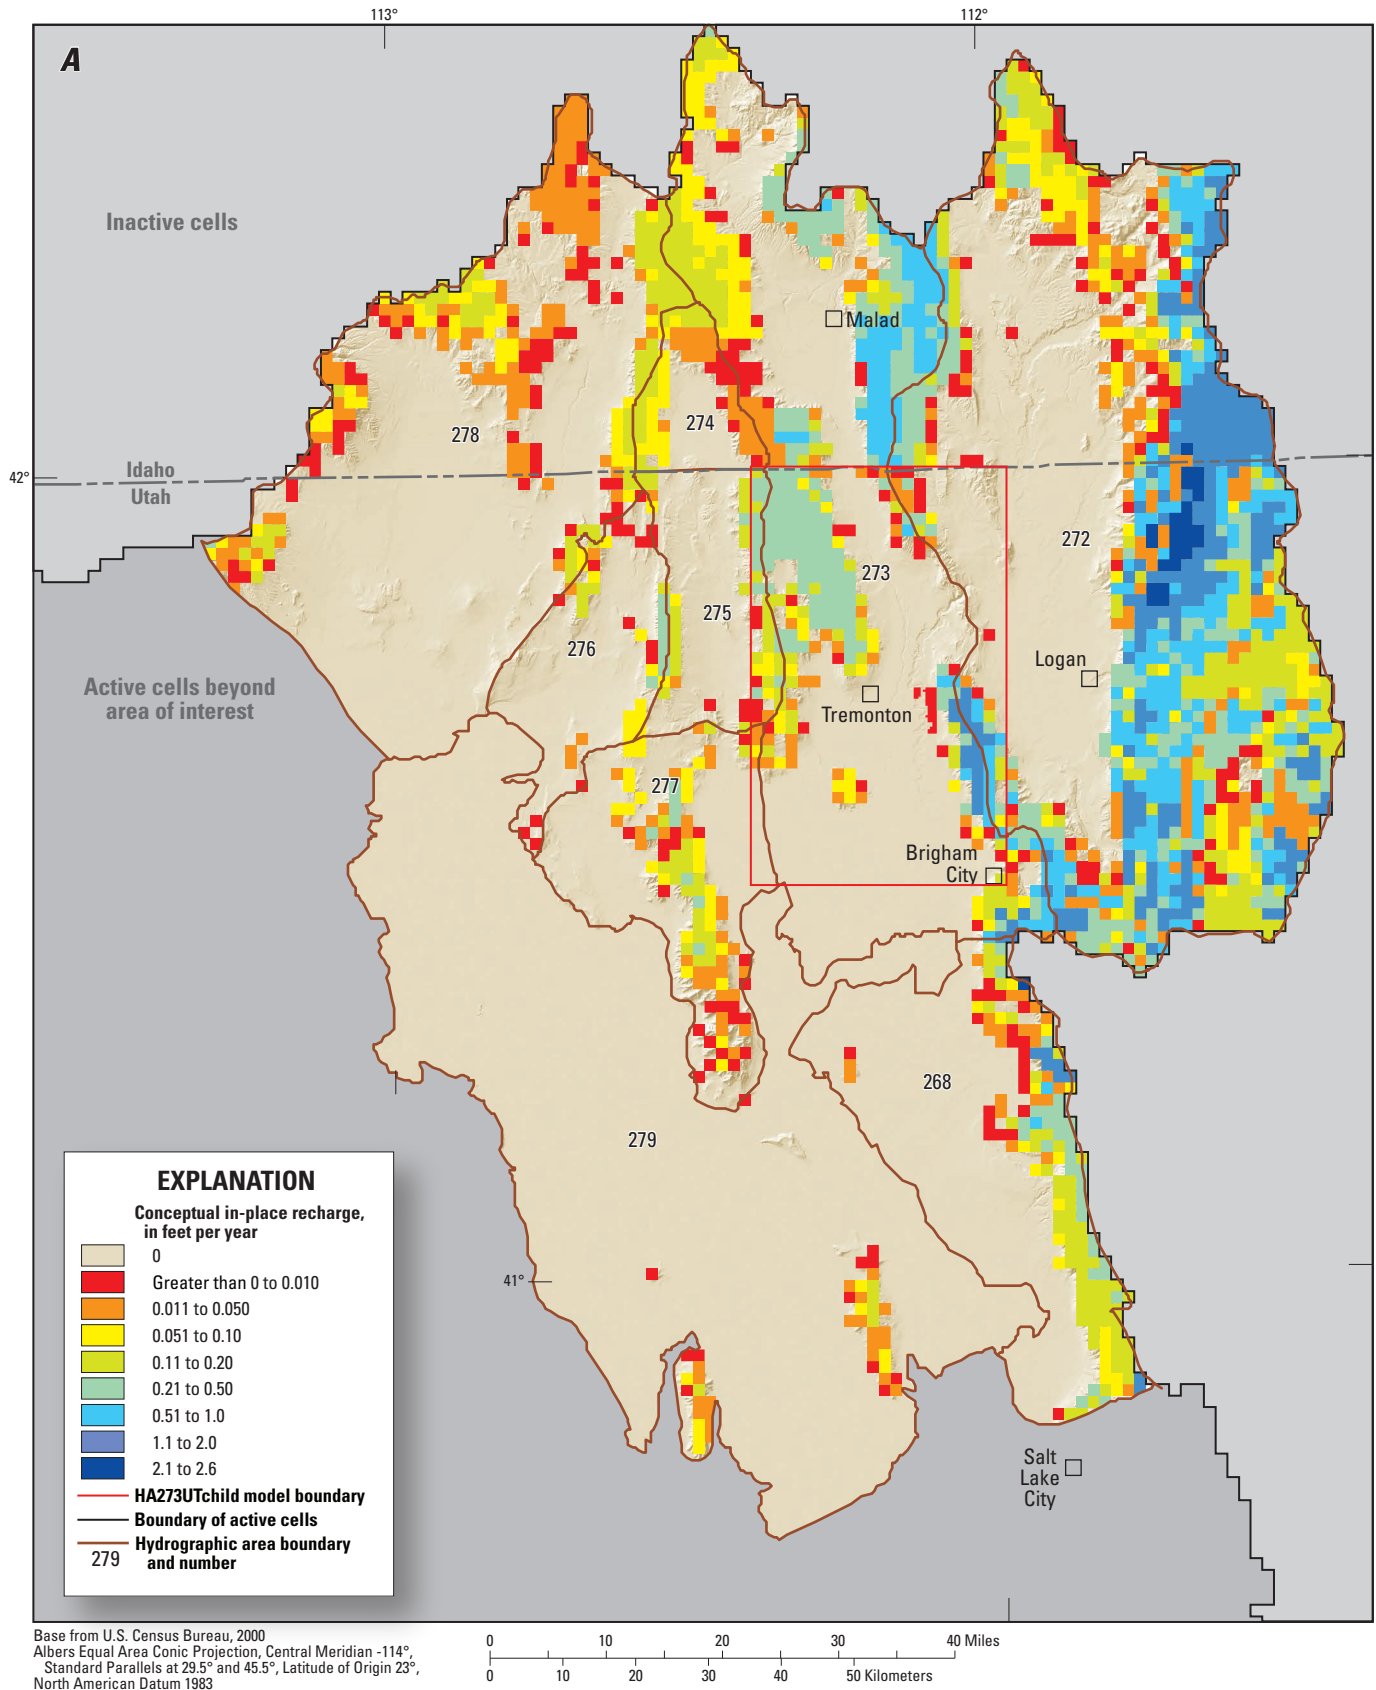 113°
112°
A
Inactive cells
Malad
278
274
Idaho
42°
Utah
272
273
275
276
Logan
Active cells beyond
area of interest
Tremonton
277
Brigham
City
268
279
41°
EXPLANATION
Conceptual in-place recharge,
in feet per year
0
Greater than 0 to 0.010
0.011 to 0.050
0.051 to 0.10
0.11 to 0.20
0.21 to 0.50
0.51 to 1.0
1.1 to 2.0
2.1 to 2.6
HA273UTchild model boundary
Boundary of active cells
Hydrographic area boundary
279 and number
Salt
Lake
City
Base from U.S. Census Bureau, 2000
Albers Equal Area Conic Projection, Central Meridian -114°,
Standard Parallels at 29.5° and 45.5°, Latitude of Origin 23°,
North American Datum 1983
0 10 20 30 40 Miles
0 10 20 30 40 50 Kilometers